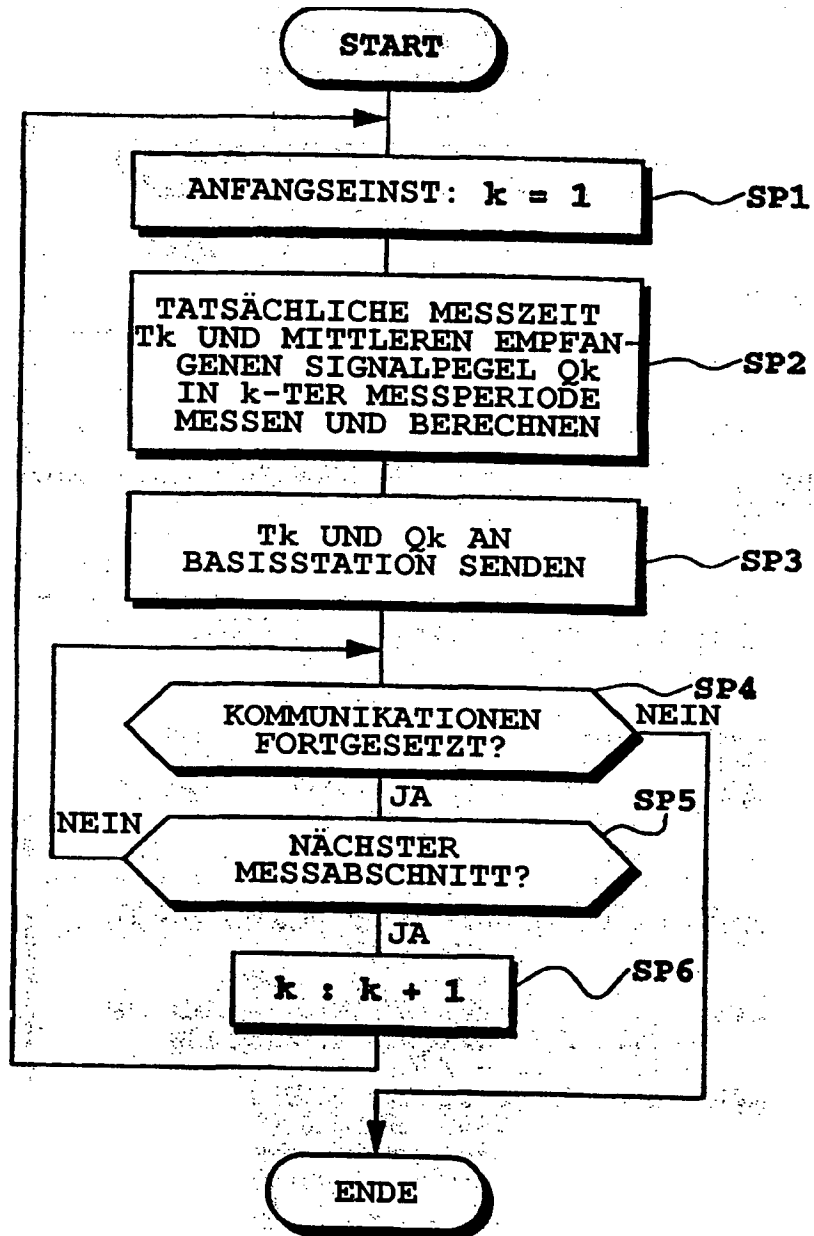 START
ANFANGSEINST: k = 1
SP1
TATSÄCHLICHE MESSZEIT
Tk UND MITTLEREN EMPFAN-
GENEN SIGNALPEGEL Qk
IN k-TER MESSPERIODE
MESSEN UND BERECHNEN
SP2
Tk UND Qk AN
BASISSTATION SENDEN
SP3
SP4
KOMMUNIKATIONEN
FORTGESETZT?
NEIN
JA
SP5
NEIN
NÄCHSTER
MESSABSCHNITT?
JA
k : k + 1
SP6
ENDE